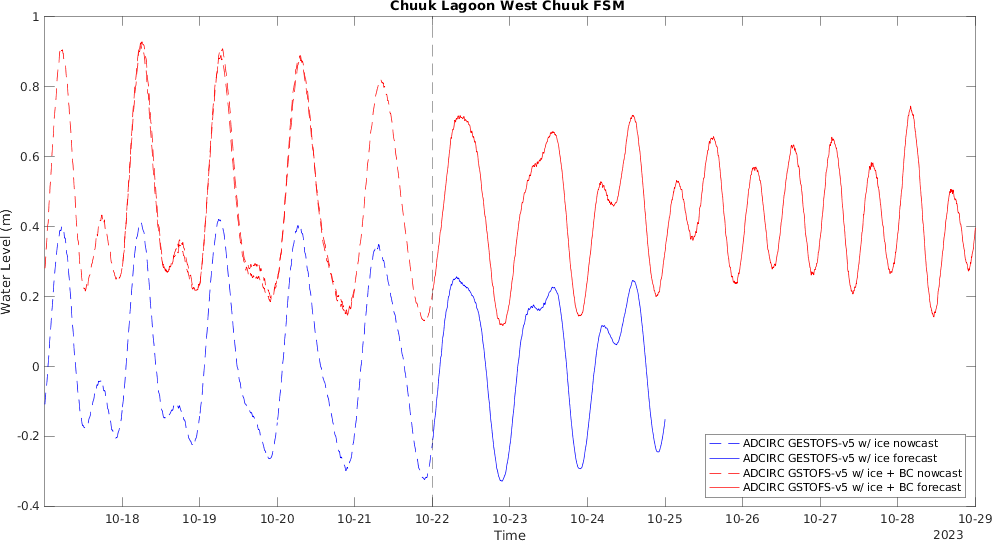 Chuuk Lagoon West Chuuk FSM
1
0.8
0.6
0.4
0.2
0
-0.2
-0.4
Water Level (m)
10-18 10-19 10-20 10-21 10-22 10-23 10-24 10-25 10-26 10-27 10-28 10-29
Time
2023
ADCIRC GESTOFS-v5 w/ ice nowcast
ADCIRC GESTOFS-v5 w/ ice forecast
ADCIRC GSTOFS-v5 w/ ice + BC nowcast
ADCIRC GSTOFS-v5 w/ ice + BC forecast